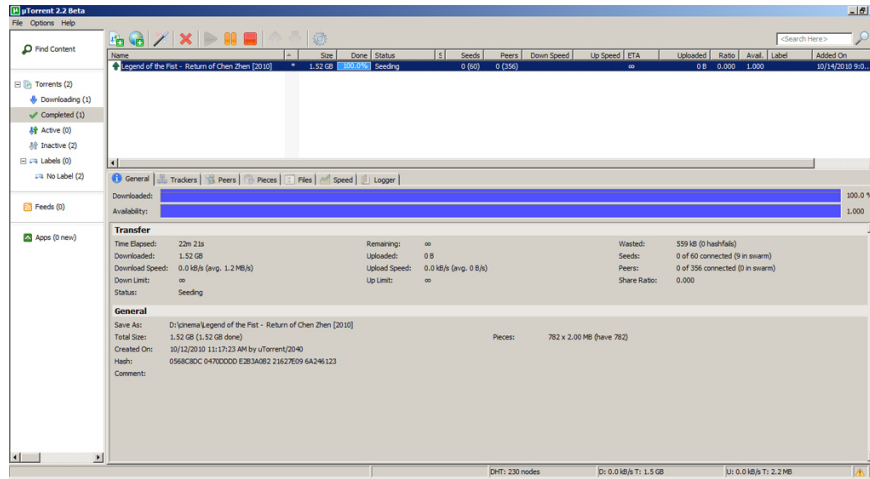 µTorrent 2.2 Beta
File Options Help
<Search Here>
Find Content
Name Size Done Status S Seeds Peers Down Speed Up Speed ETA Uploaded Ratio Avail. Label Added On
Legend of the Fist - Return of Chen Zhen [2010] * 1.52 GB 100.0% Seeding 0 (60) 0 (356) ∞ 0 B 0.000 1.000 10/14/2010 9:0...
Torrents (2)
Downloading (1)
Completed (1)
Active (0)
Inactive (2)
Labels (0)
No Label (2)
Feeds (0)
Apps (0 new)
General Trackers Peers Pieces Files Speed Logger
Downloaded: 100.0 %
Availability: 1.000
Transfer
Time Elapsed: 22m 21s Remaining: ∞ Wasted: 559 kB (0 hashfails)
Downloaded: 1.52 GB Uploaded: 0 B Seeds: 0 of 60 connected (9 in swarm)
Download Speed: 0.0 kB/s (avg. 1.2 MB/s) Upload Speed: 0.0 kB/s (avg. 0 B/s) Peers: 0 of 356 connected (0 in swarm)
Down Limit: ∞ Up Limit: ∞ Share Ratio: 0.000
Status: Seeding
General
Save As: D:\cinema\Legend of the Fist - Return of Chen Zhen [2010]
Total Size: 1.52 GB (1.52 GB done) Pieces: 782 x 2.00 MB (have 782)
Created On: 10/12/2010 11:17:23 AM by uTorrent/2040
Hash: 0568C8DC 0470DDDD E2B3A0B2 21627E09 6A246123
Comment:
DHT: 230 nodes D: 0.0 kB/s T: 1.5 GB U: 0.0 kB/s T: 2.2 MB